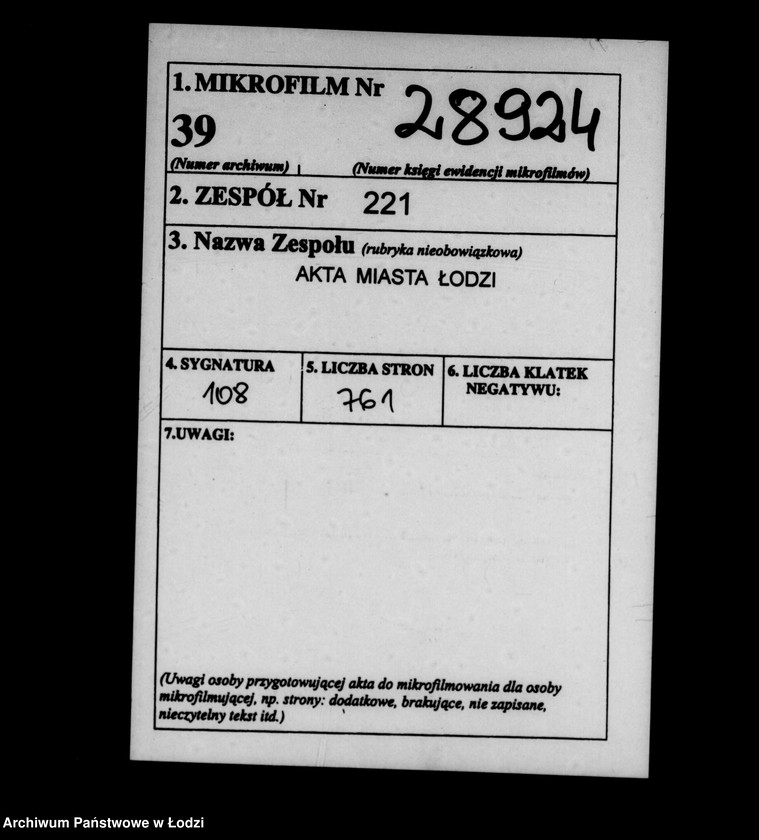 1. MIKROFILM Nr 28924
39
(Numer archiwum) (Numer księgi ewidencji mikrofilmów)
2. ZESPÓŁ Nr 221
3. Nazwa Zespołu (rubryka nieobowiązkowa)
AKTA MIASTA ŁODZI
4. SYGNATURA
108
5. LICZBA STRON
761
6. LICZBA KLATEK
NEGATYWU:
7.UWAGI:
(Uwagi osoby przygotowującej akta do mikrofilmowania dla osoby
mikrofilmującej, np. strony: dodatkowe, brakujące, nie zapisane,
nieczytelny tekst itd.)
Archiwum Państwowe w Łodzi